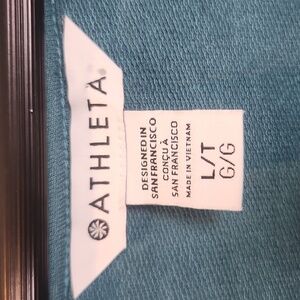 ATHLETA
DESIGNED IN
SAN FRANCISCO
CONÇU À
SAN FRANCISCO
MADE IN VIETNAM
L/T
G/G